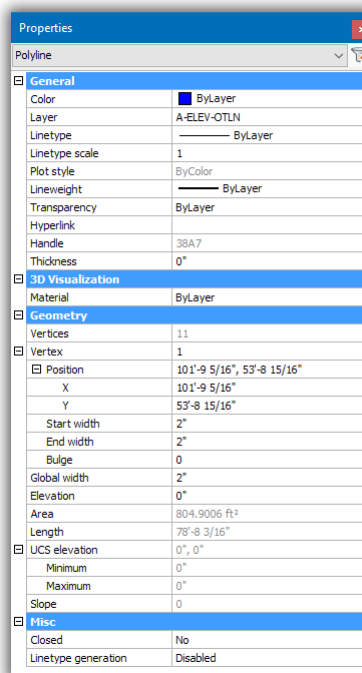 Properties
Polyline
General
Color ByLayer
Layer A-ELEV-OTLN
Linetype ByLayer
Linetype scale 1
Plot style ByColor
Lineweight ByLayer
Transparency ByLayer
Hyperlink
Handle 38A7
Thickness 0"
3D Visualization
Material ByLayer
Geometry
Vertices 11
Vertex 1
Position 101'-9 5/16", 53'-8 15/16"
X 101'-9 5/16"
Y 53'-8 15/16"
Start width 2"
End width 2"
Bulge 0
Global width 2"
Elevation 0"
Area 804.9006 ft²
Length 78'-8 3/16"
UCS elevation 0", 0"
Minimum 0"
Maximum 0"
Slope 0
Misc
Closed No
Linetype generation Disabled